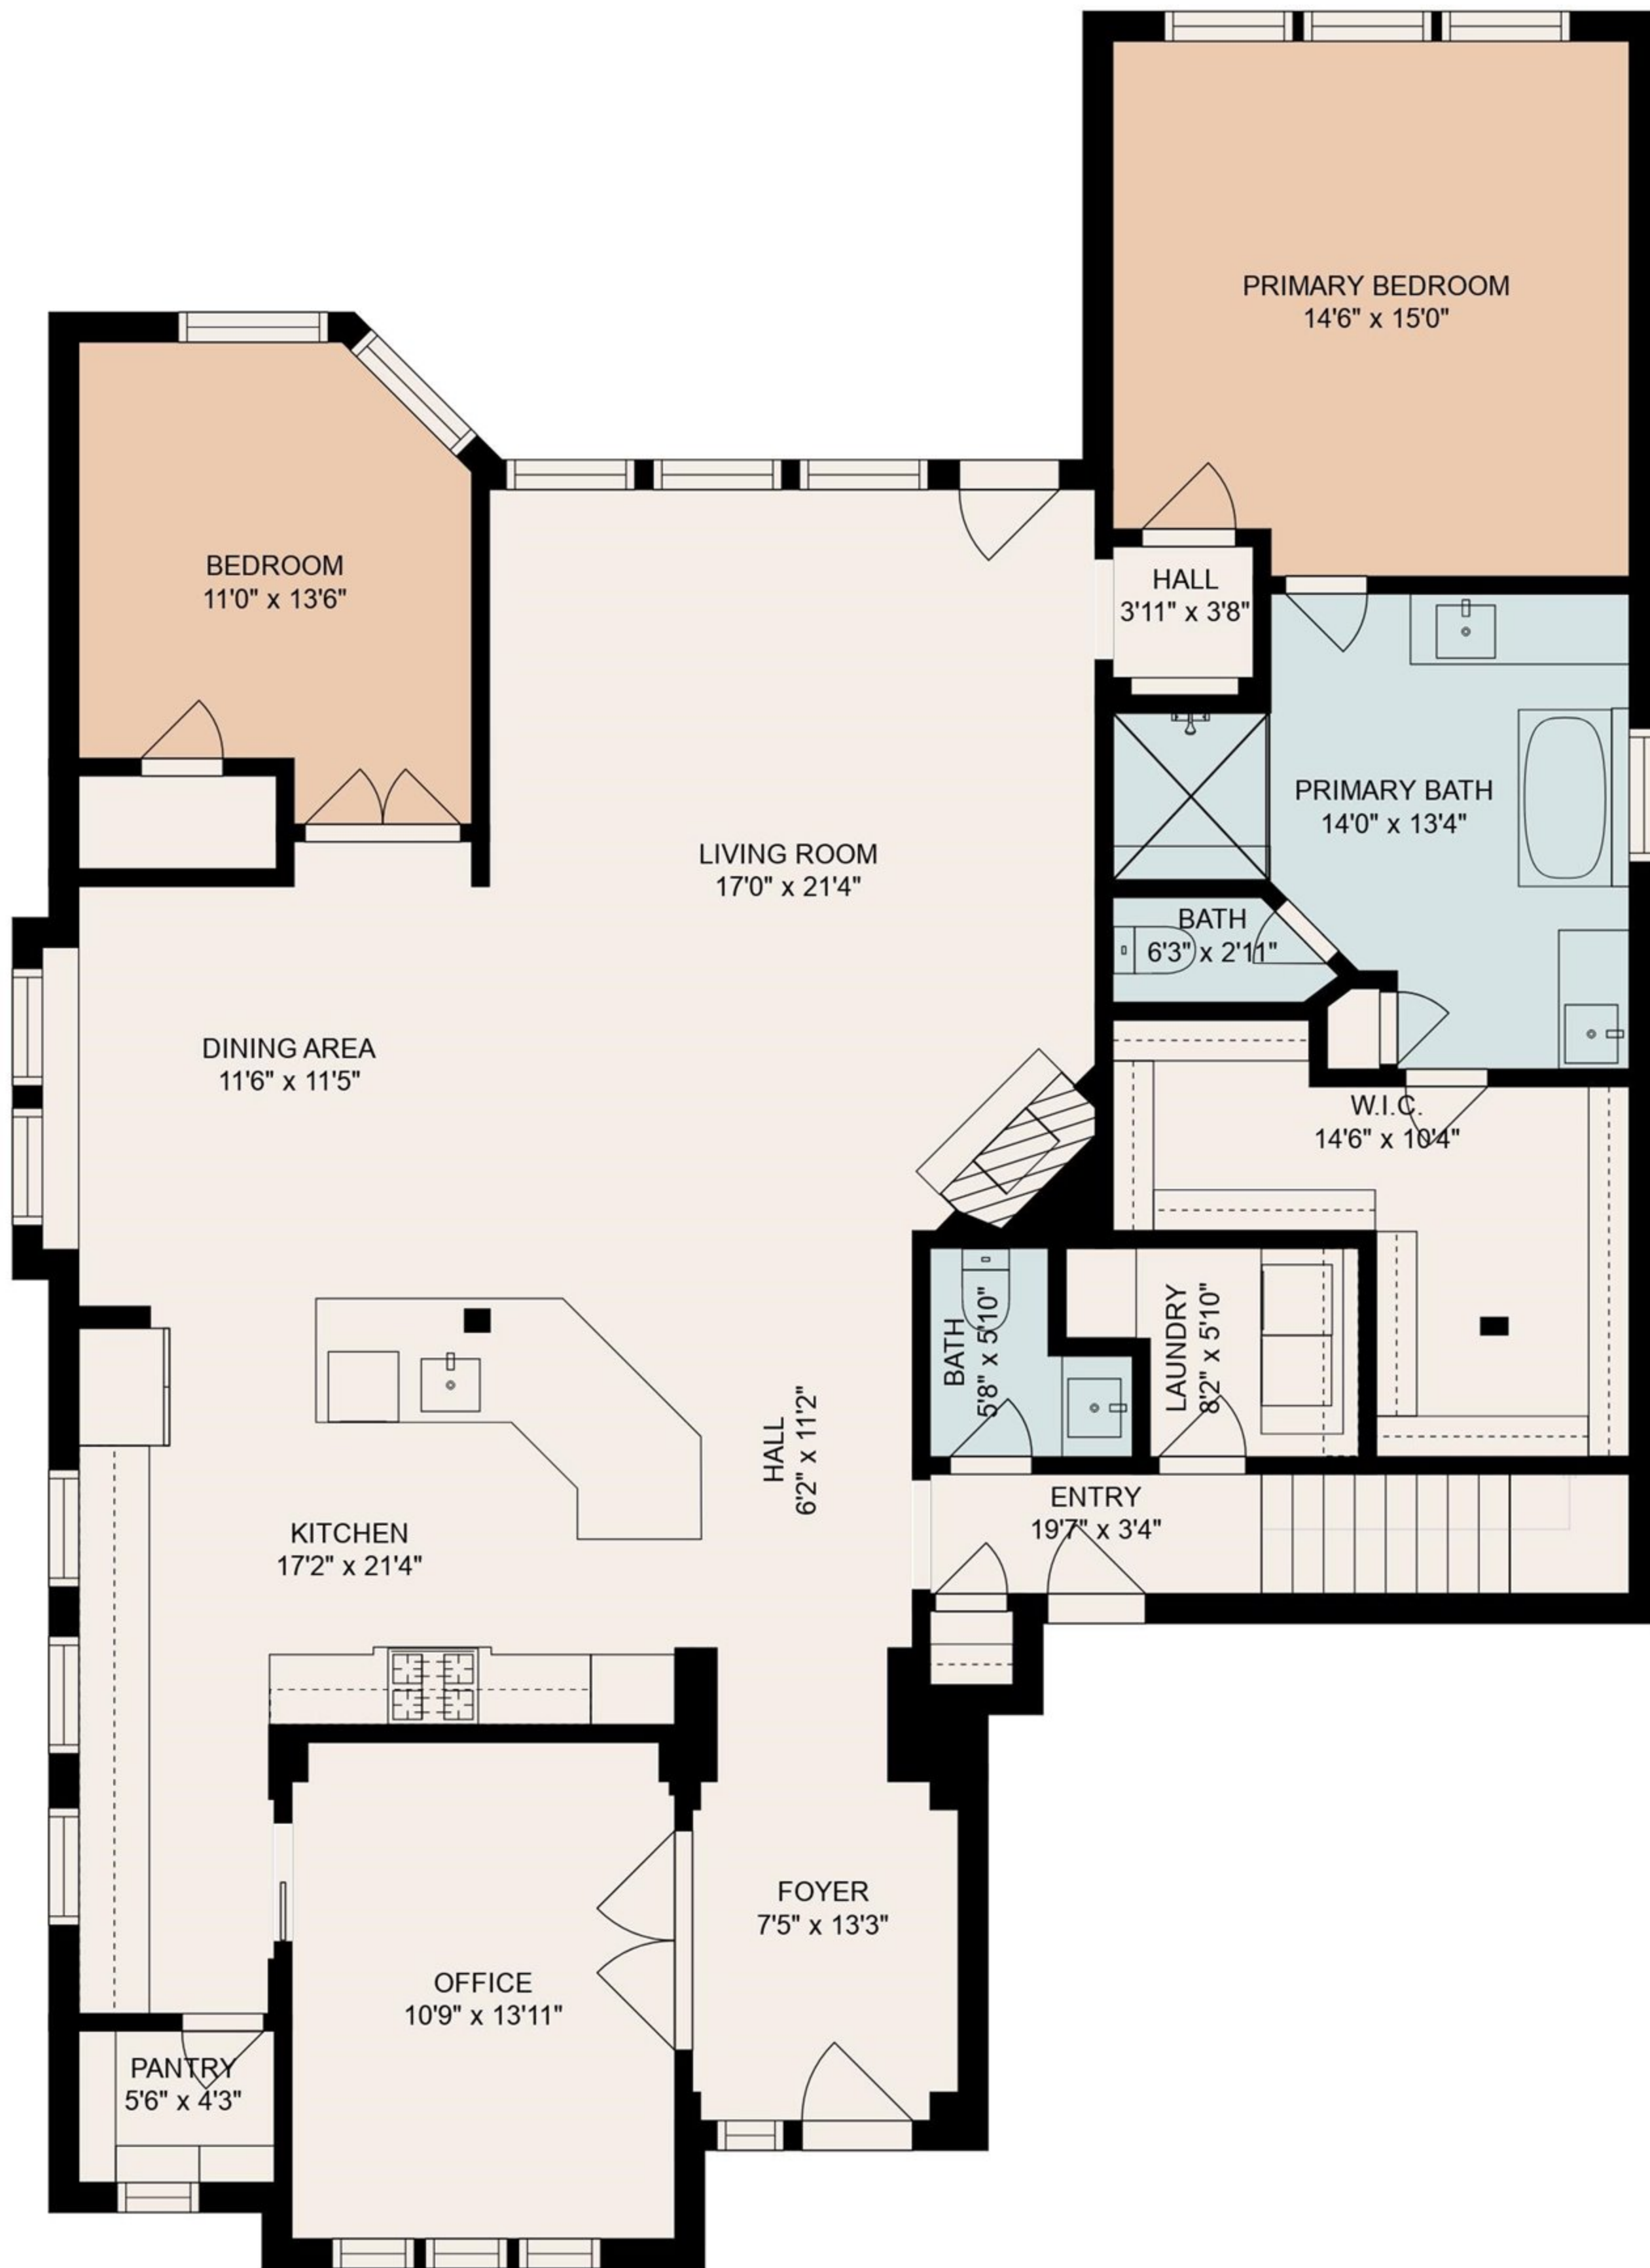 PRIMARY BEDROOM
14'6" x 15'0"
BEDROOM
11'0" x 13'6"
HALL
3'11" x 3'8"
PRIMARY BATH
14'0" x 13'4"
LIVING ROOM
17'0" x 21'4"
BATH
6'3" x 2'11"
DINING AREA
11'6" x 11'5"
W.I.C.
14'6" x 10'4"
BATH
5'8" x 5'10"
LAUNDRY
8'2" x 5'10"
HALL
6'2" x 11'2"
ENTRY
19'7" x 3'4"
KITCHEN
17'2" x 21'4"
FOYER
7'5" x 13'3"
OFFICE
10'9" x 13'11"
PANTRY
5'6" x 4'3"